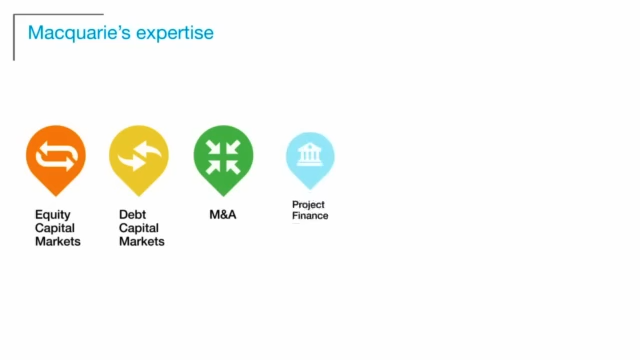 Macquarie's expertise
Equity
Capital
Markets
Debt
Capital
Markets
M&A
Project
Finance